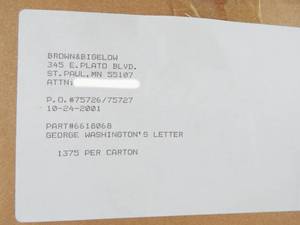 BROWN&BIGELOW
345 E.PLATO BLVD.
ST.PAUL,MN 55107
ATTN:
P.O.#75726/75727
10-24-2001
PART#6618068
GEORGE WASHINGTON'S LETTER
1375 PER CARTON